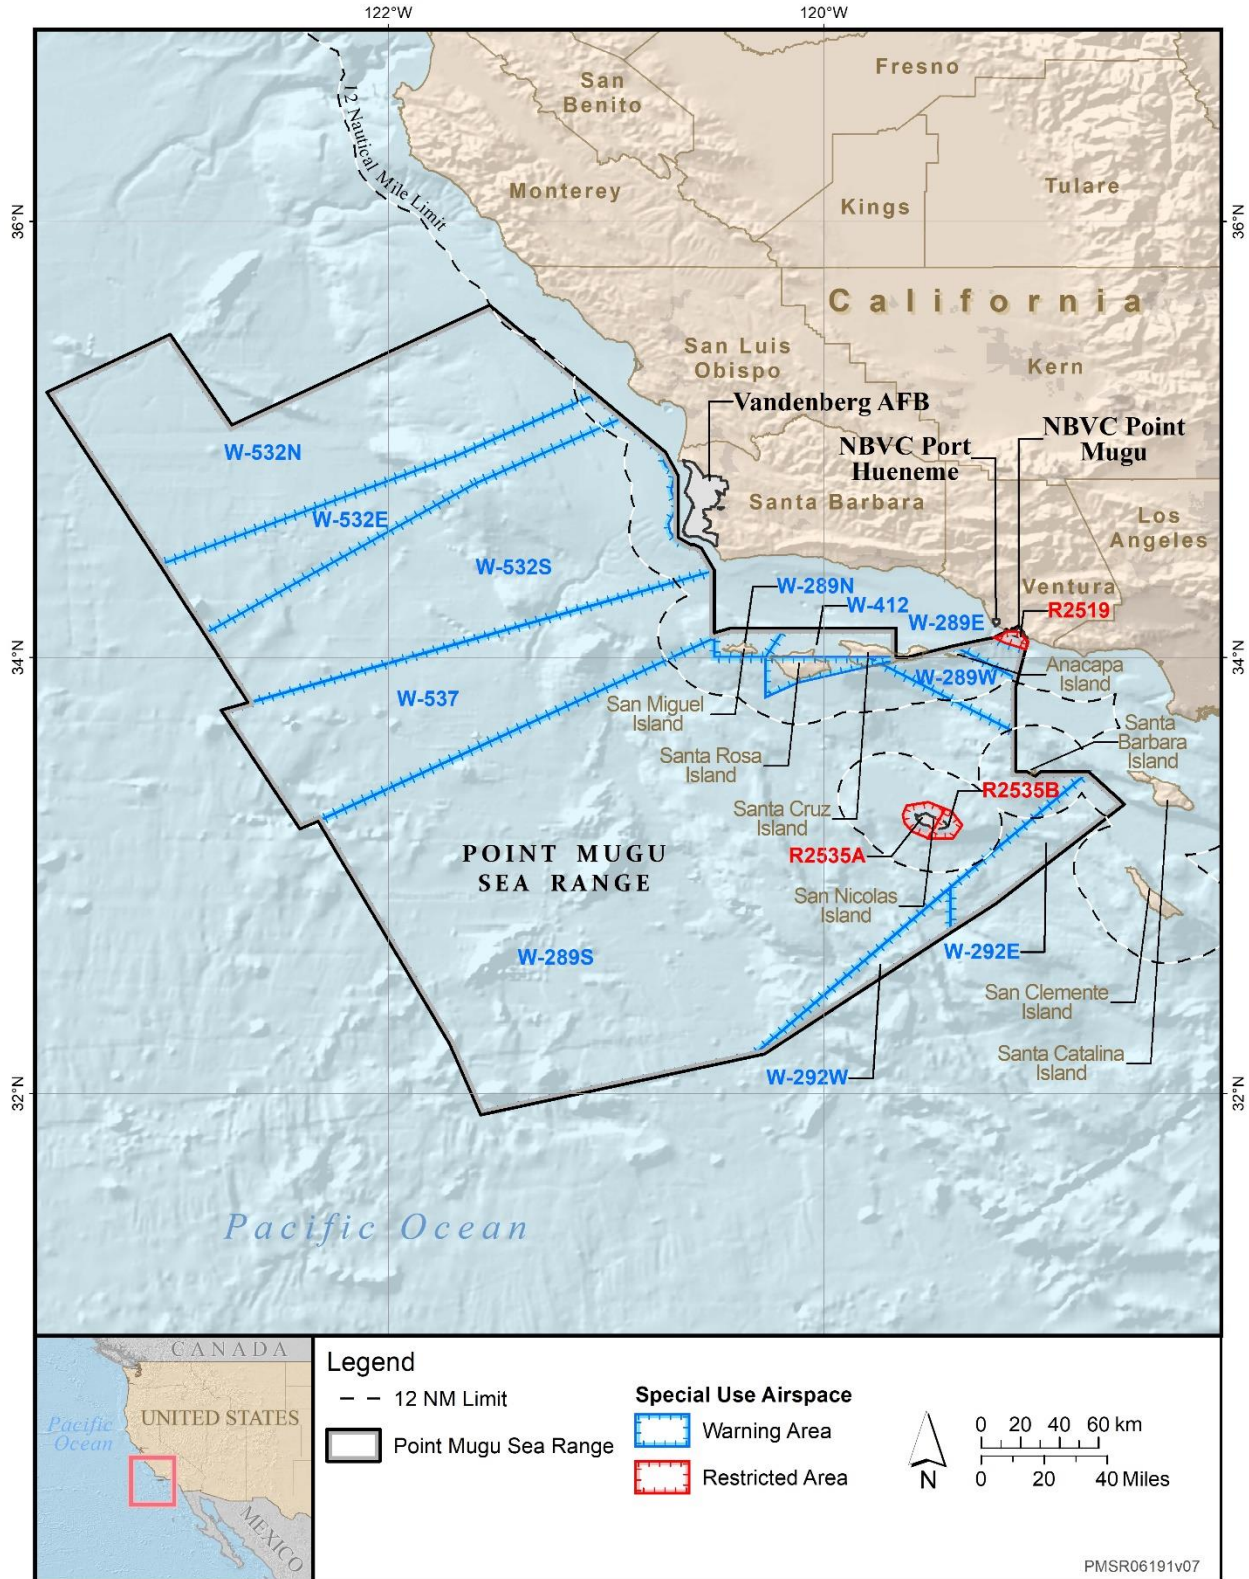 122°W
120°W
Fresno
San
Benito
12 Nautical Mile Limit
Monterey
Tulare
Kings
36°N
36°N
California
San Luis
Obispo
Kern
Vandenberg AFB
NBVC Point
Mugu
NBVC Port
Hueneme
W-532N
Santa Barbara
W-532E
Los
Angeles
W-532S
W-289N
Ventura
W-412
R2519
W-289E
34°N
34°N
Anacapa
Island
W-289W
W-537
San Miguel
Island
Santa
Barbara
Island
Santa Rosa
Island
R2535B
Santa Cruz
Island
POINT MUGU
SEA RANGE
R2535A
San Nicolas
Island
W-289S
W-292E
San Clemente
Island
Santa Catalina
Island
W-292W
32°N
32°N
Pacific Ocean
CANADA
Pacific
Ocean
UNITED STATES
MEXICO
Legend
12 NM Limit
Point Mugu Sea Range
Special Use Airspace
Warning Area
Restricted Area
N
0 20 40 60 km
0 20 40 Miles
PMSR06191v07